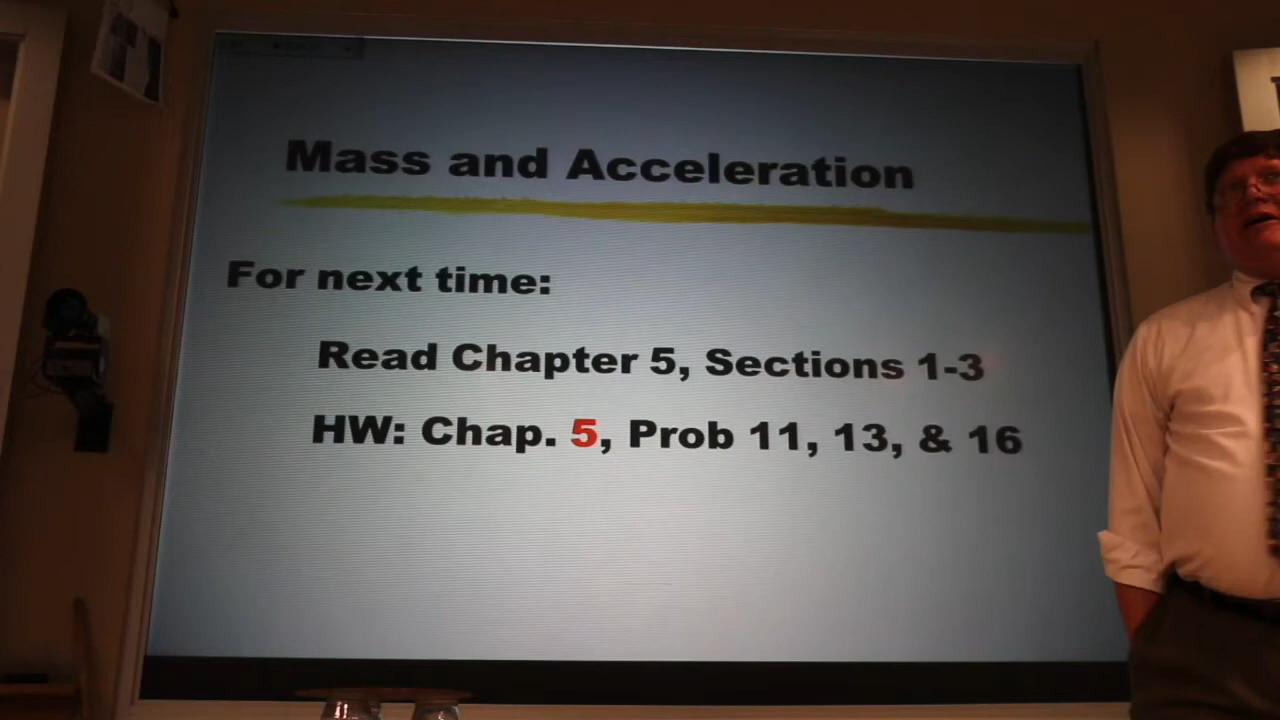 Mass and Acceleration
For next time:
Read Chapter 5, Sections 1-3
HW: Chap. 5, Prob 11, 13, & 16